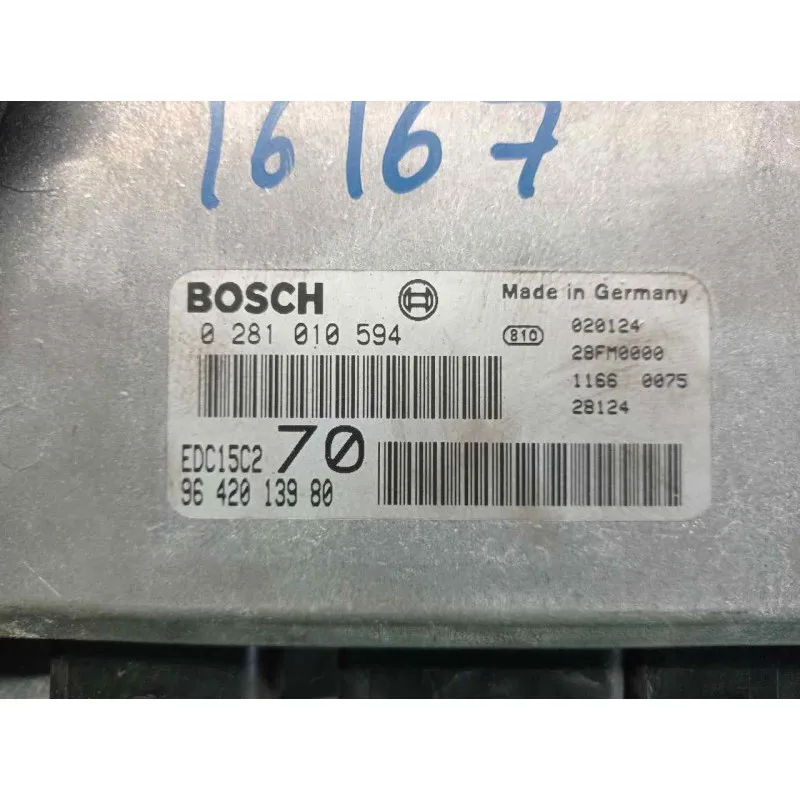 16167
BOSCH
Made in Germany
0 281 010 594
810
020124
28FM0000
1166 0075
28124
EDC15C2 70
96 420 139 80